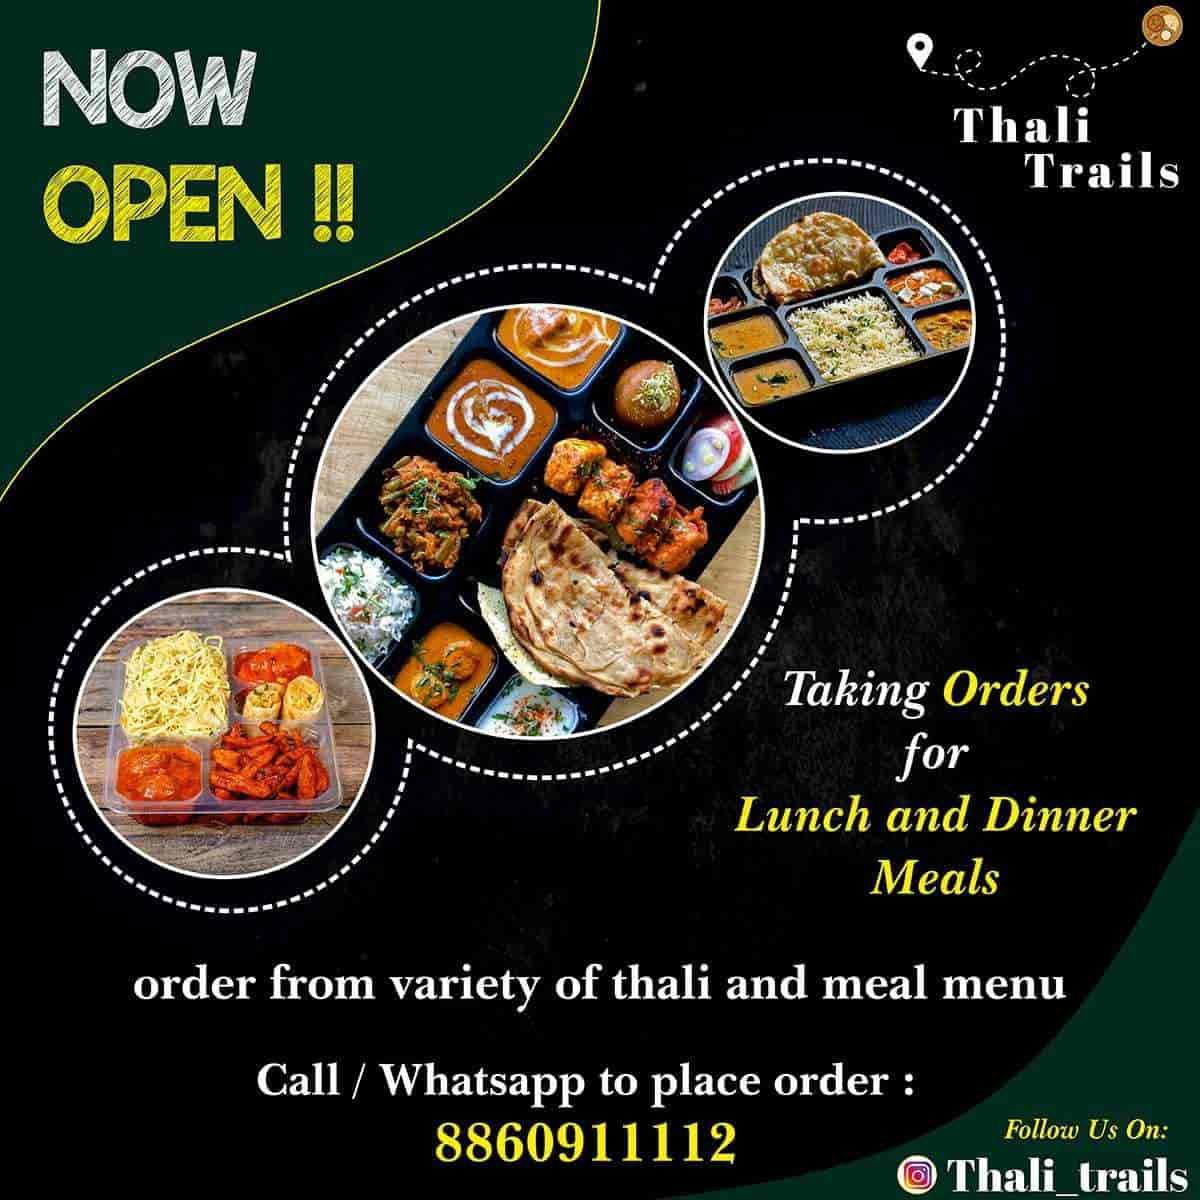 NOW
OPEN !!
Thali
Trails
Taking Orders
for
Lunch and Dinner
Meals
order from variety of thali and meal menu
Call / Whatsapp to place order :
8860911112
Follow Us On:
Thali_trails